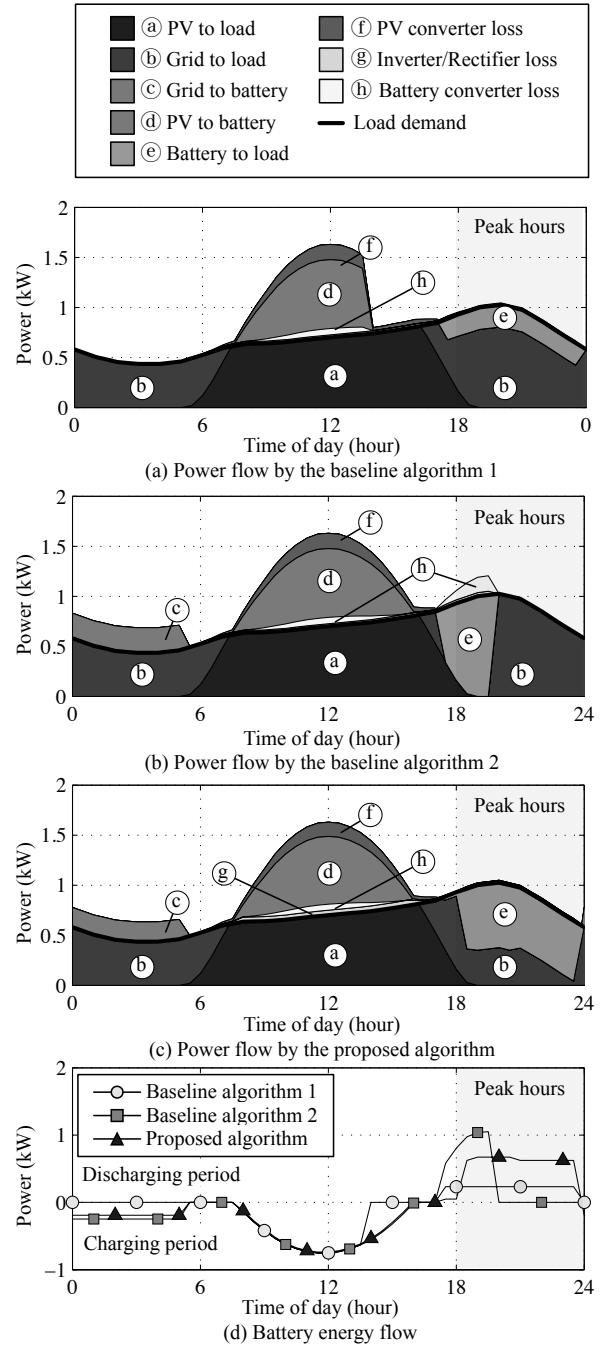 ⓐ PV to load
ⓑ Grid to load
ⓒ Grid to battery
ⓓ PV to battery
ⓔ Battery to load
ⓕ PV converter loss
ⓖ Inverter/Rectifier loss
ⓗ Battery converter loss
Load demand
2
1.5
1
0.5
0
Power (kW)
Peak hours
ⓕ
ⓓ
ⓗ
ⓔ
ⓑ
ⓐ
ⓑ
0 6 12 18 0
Time of day (hour)
(a) Power flow by the baseline algorithm 1
2
1.5
1
0.5
0
Power (kW)
Peak hours
ⓕ
ⓓ
ⓗ
ⓒ
ⓔ
ⓑ
ⓐ
ⓑ
0 6 12 18 24
Time of day (hour)
(b) Power flow by the baseline algorithm 2
2
1.5
1
0.5
0
Power (kW)
Peak hours
ⓕ
ⓖ
ⓓ
ⓗ
ⓒ
ⓔ
ⓑ
ⓐ
ⓑ
0 6 12 18 24
Time of day (hour)
(c) Power flow by the proposed algorithm
2
1
0
−1
Power (kW)
Baseline algorithm 1
Baseline algorithm 2
Proposed algorithm
Peak hours
Discharging period
Charging period
0 6 12 18 24
Time of day (hour)
(d) Battery energy flow